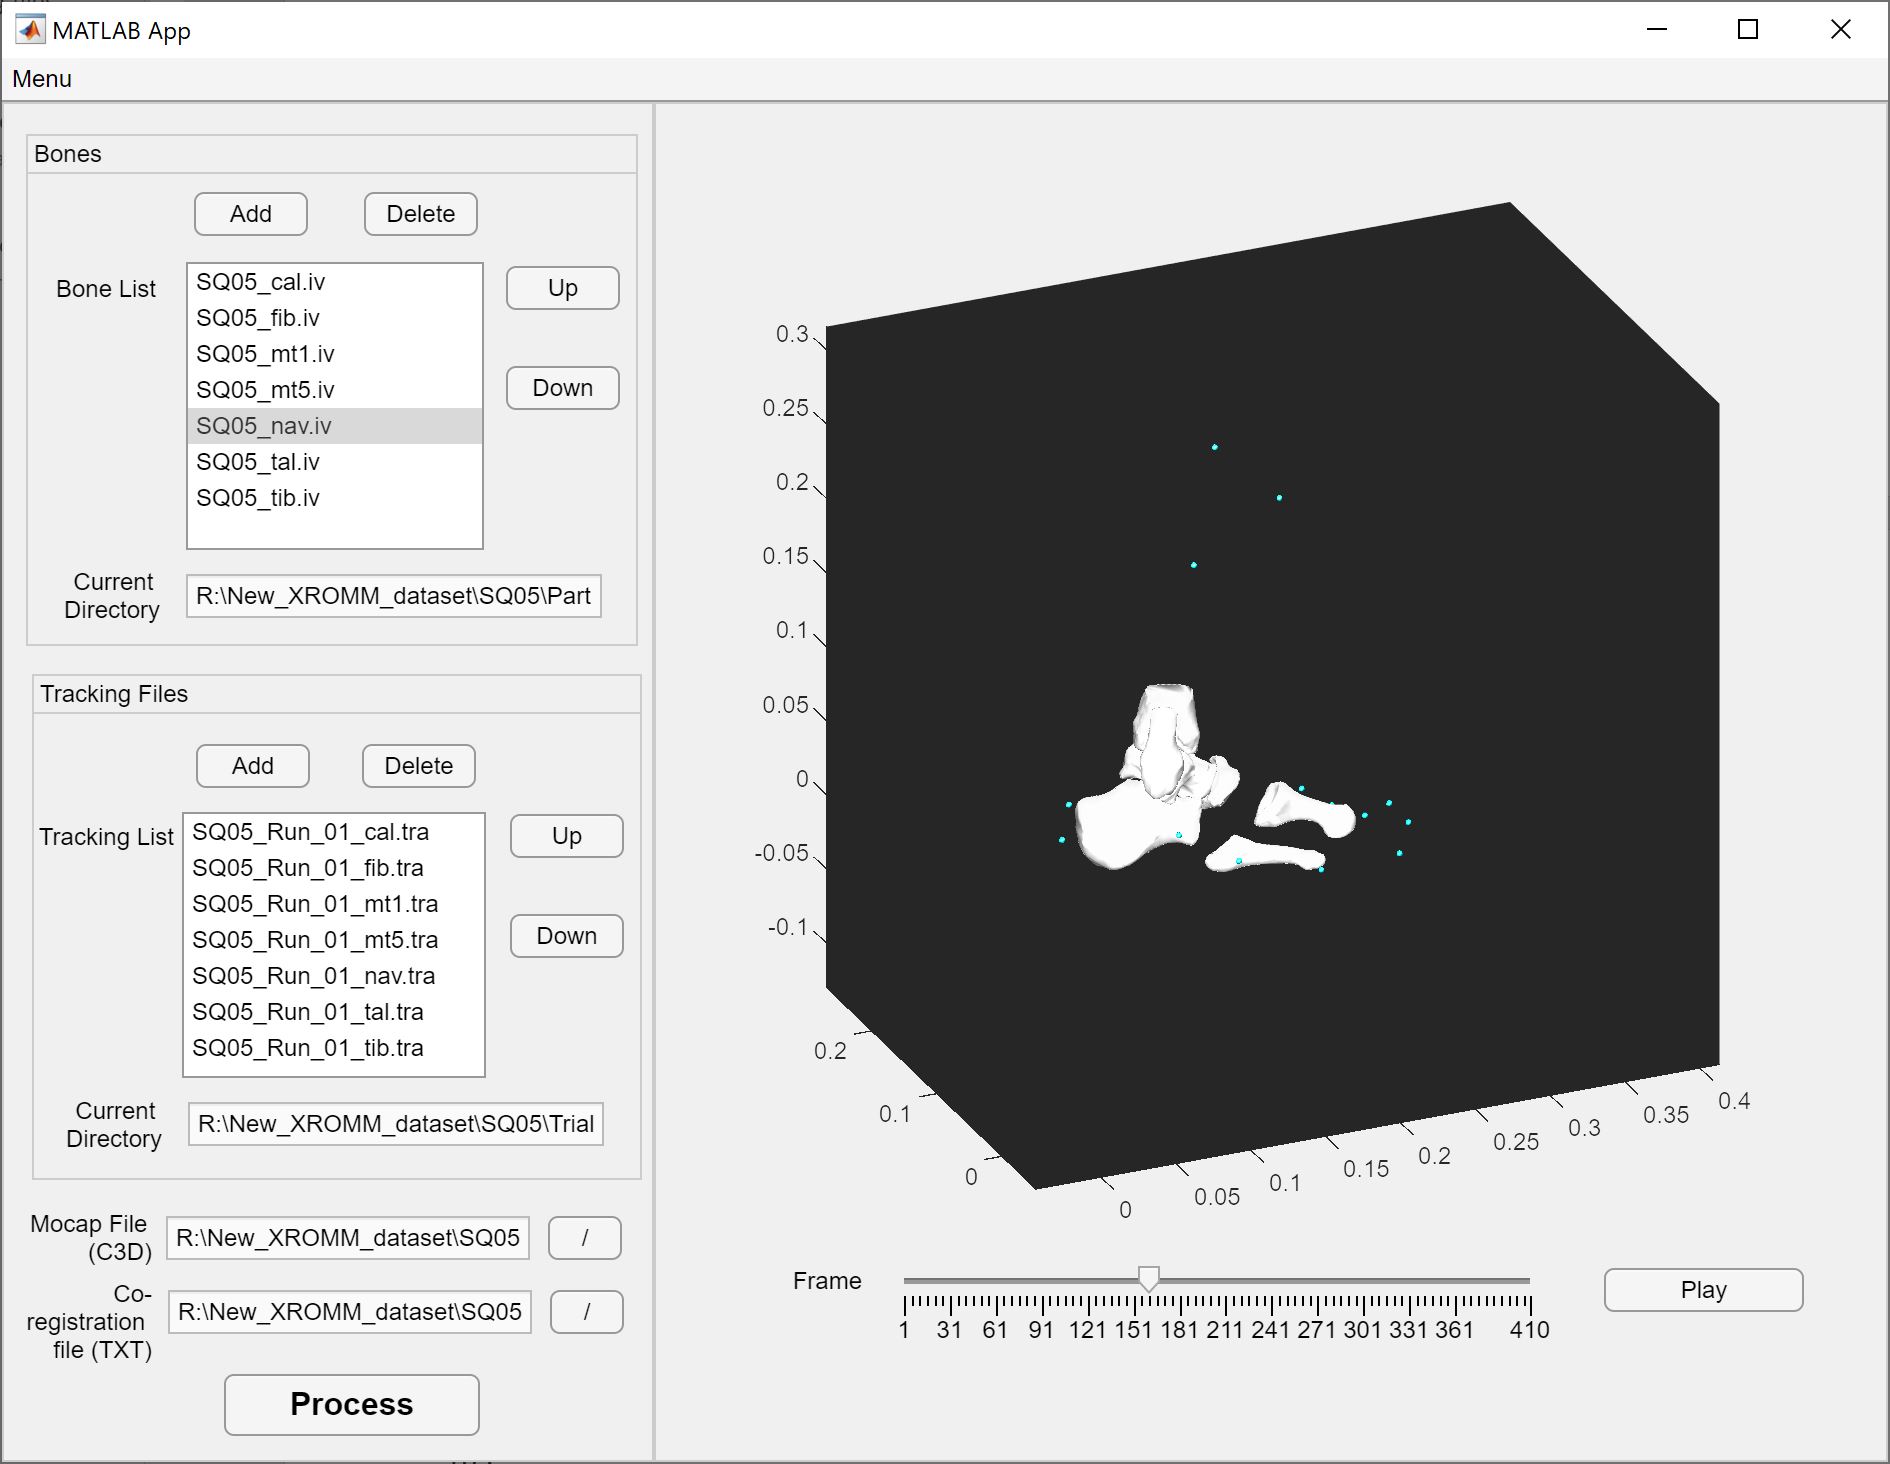 MATLAB App
Menu
Bones
Add
Delete
Bone List
SQ05_cal.iv
SQ05_fib.iv
SQ05_mt1.iv
SQ05_mt5.iv
SQ05_nav.iv
SQ05_tal.iv
SQ05_tib.iv
Up
Down
Current
Directory
R:\New_XROMM_dataset\SQ05\Part
Tracking Files
Add
Delete
Tracking List
SQ05_Run_01_cal.tra
SQ05_Run_01_fib.tra
SQ05_Run_01_mt1.tra
SQ05_Run_01_mt5.tra
SQ05_Run_01_nav.tra
SQ05_Run_01_tal.tra
SQ05_Run_01_tib.tra
Up
Down
Current
Directory
R:\New_XROMM_dataset\SQ05\Trial
Mocap File
(C3D)
R:\New_XROMM_dataset\SQ05
/
Co-
registration
file (TXT)
R:\New_XROMM_dataset\SQ05
/
Process
0.3
0.25
0.2
0.15
0.1
0.05
0
-0.05
-0.1
0.2
0.1
0
0
0.05
0.1
0.15
0.2
0.25
0.3
0.35
0.4
Frame
1 31 61 91 121 151 181 211 241 271 301 331 361 410
Play